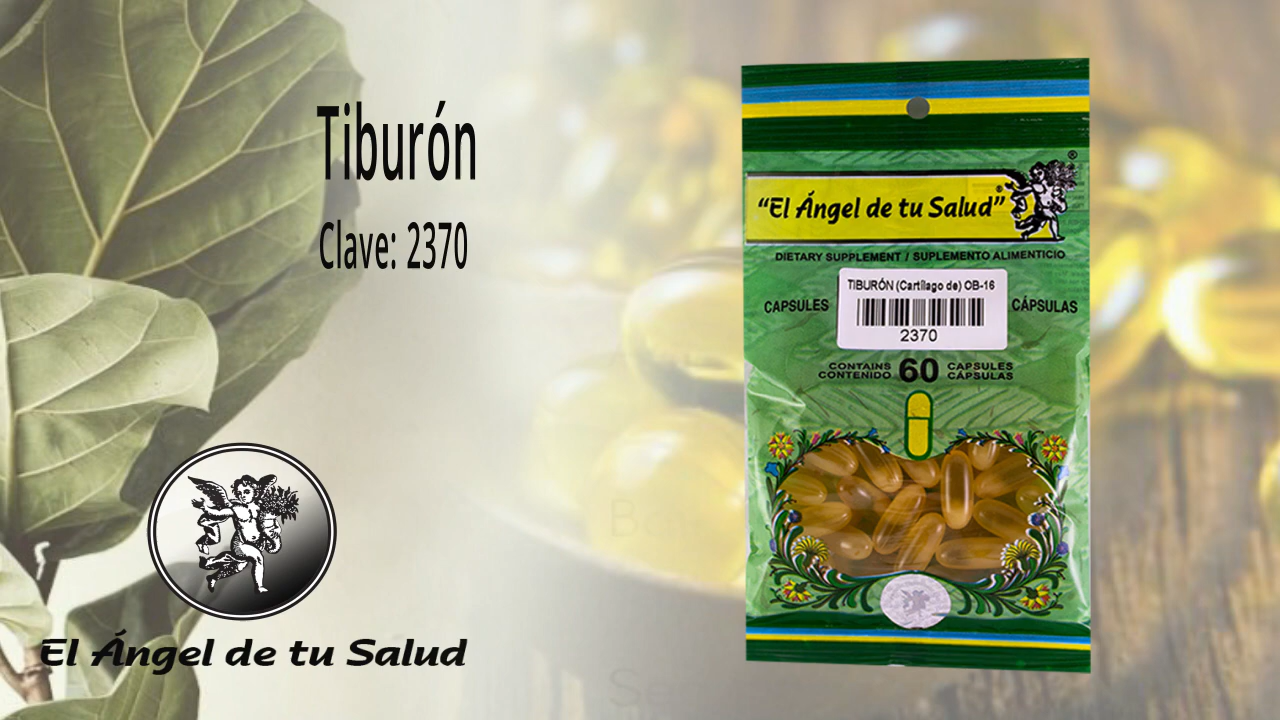 Tiburón
Clave: 2370
El Ángel de tu Salud
®
"El Ángel de tu Salud"®
DIETARY SUPPLEMENT / SUPLEMENTO ALIMENTICIO
TIBURÓN (Cartílago de) OB-16
CAPSULES
CÁPSULAS
2370
CONTAINS 60 CAPSULES
CONTENIDO CÁPSULAS